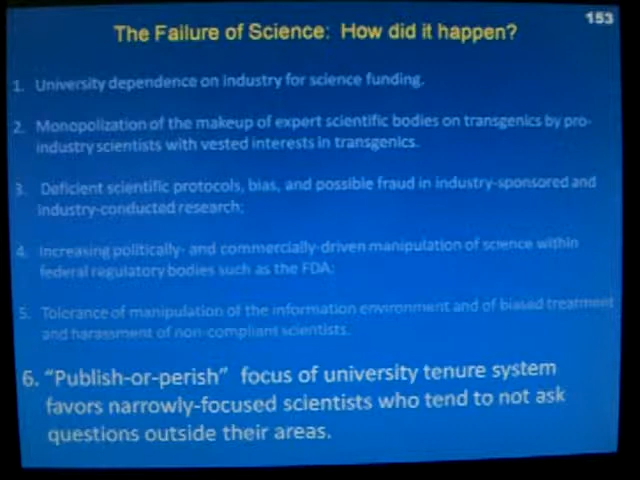 153
The Failure of Science: How did it happen?
1. University dependence on industry for science funding.
2. Monopolization of the makeup of expert scientific bodies on transgenics by pro-
industry scientists with vested interests in transgenics.
3. Deficient scientific protocols, bias, and possible fraud in industry-sponsored and
industry-conducted research;
4. Increasing politically- and commercially-driven manipulation of science within
federal regulatory bodies such as the FDA;
5. Tolerance of manipulation of the information environment and of biased treatment
and harassment of non-compliant scientists.
6. “Publish-or-perish” focus of university tenure system
favors narrowly-focused scientists who tend to not ask
questions outside their areas.